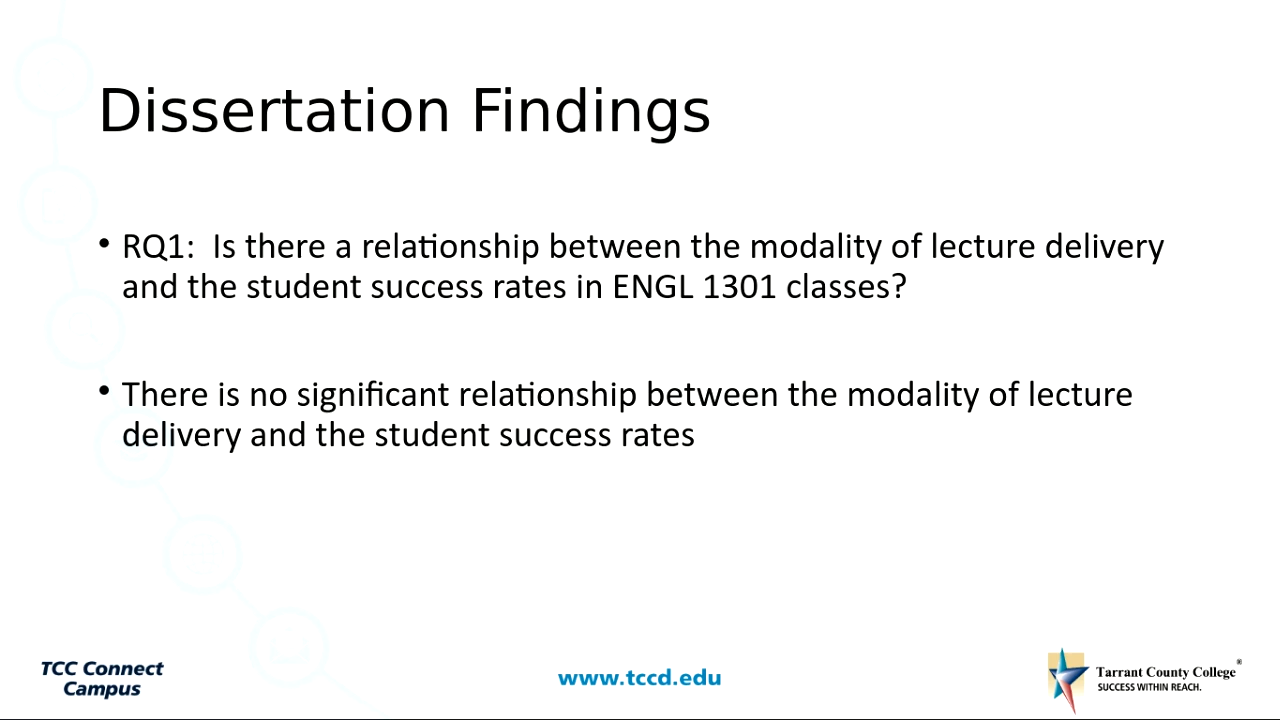 Dissertation Findings
• RQ1:  Is there a relationship between the modality of lecture delivery
and the student success rates in ENGL 1301 classes?
• There is no significant relationship between the modality of lecture
delivery and the student success rates
TCC Connect
Campus
www.tccd.edu
Tarrant County College®
SUCCESS WITHIN REACH.